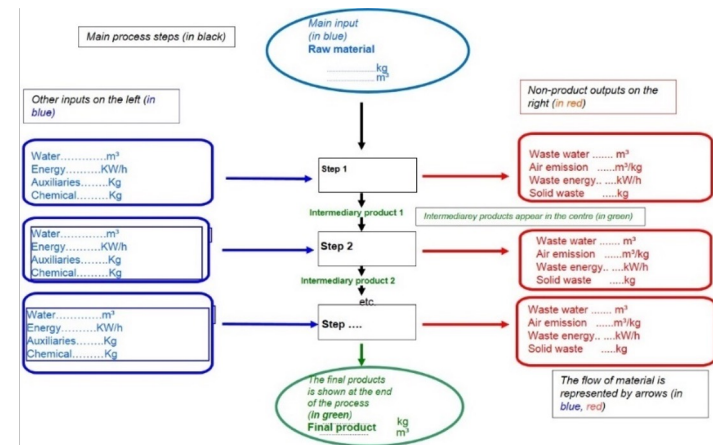 Main process steps (in black)
Main input
(in blue)
Raw material
kg
m³
Other inputs on the left (in
blue)
Non-product outputs on the
right (in red)
Water.............m³
Energy..........KW/h
Auxiliaries.......Kg
Chemical.........Kg
Step 1
Waste water ....... m³
Air emission ......m³/kg
Waste energy.. ....kWh/h
Solid waste .....kg
Intermediary product 1
Intermediarey products appear in the centre (in green)
Water.............m³
Energy..........KW/h
Auxiliaries.......Kg
Chemical.........Kg
Step 2
Waste water ....... m³
Air emission ......m³/kg
Waste energy.. ....kW/h
Solid waste .....kg
Intermediary product 2
etc.
Water.............m³
Energy..........KW/h
Auxiliaries.......Kg
Chemical.........Kg
Step ....
Waste water ....... m³
Air emission ......m³/kg
Waste energy.. ....kW/h
Solid waste .....kg
The final products
is shown at the end
of the process
(in green)
Final product
kg
m³
The flow of material is
represented by arrows (in
blue, red)